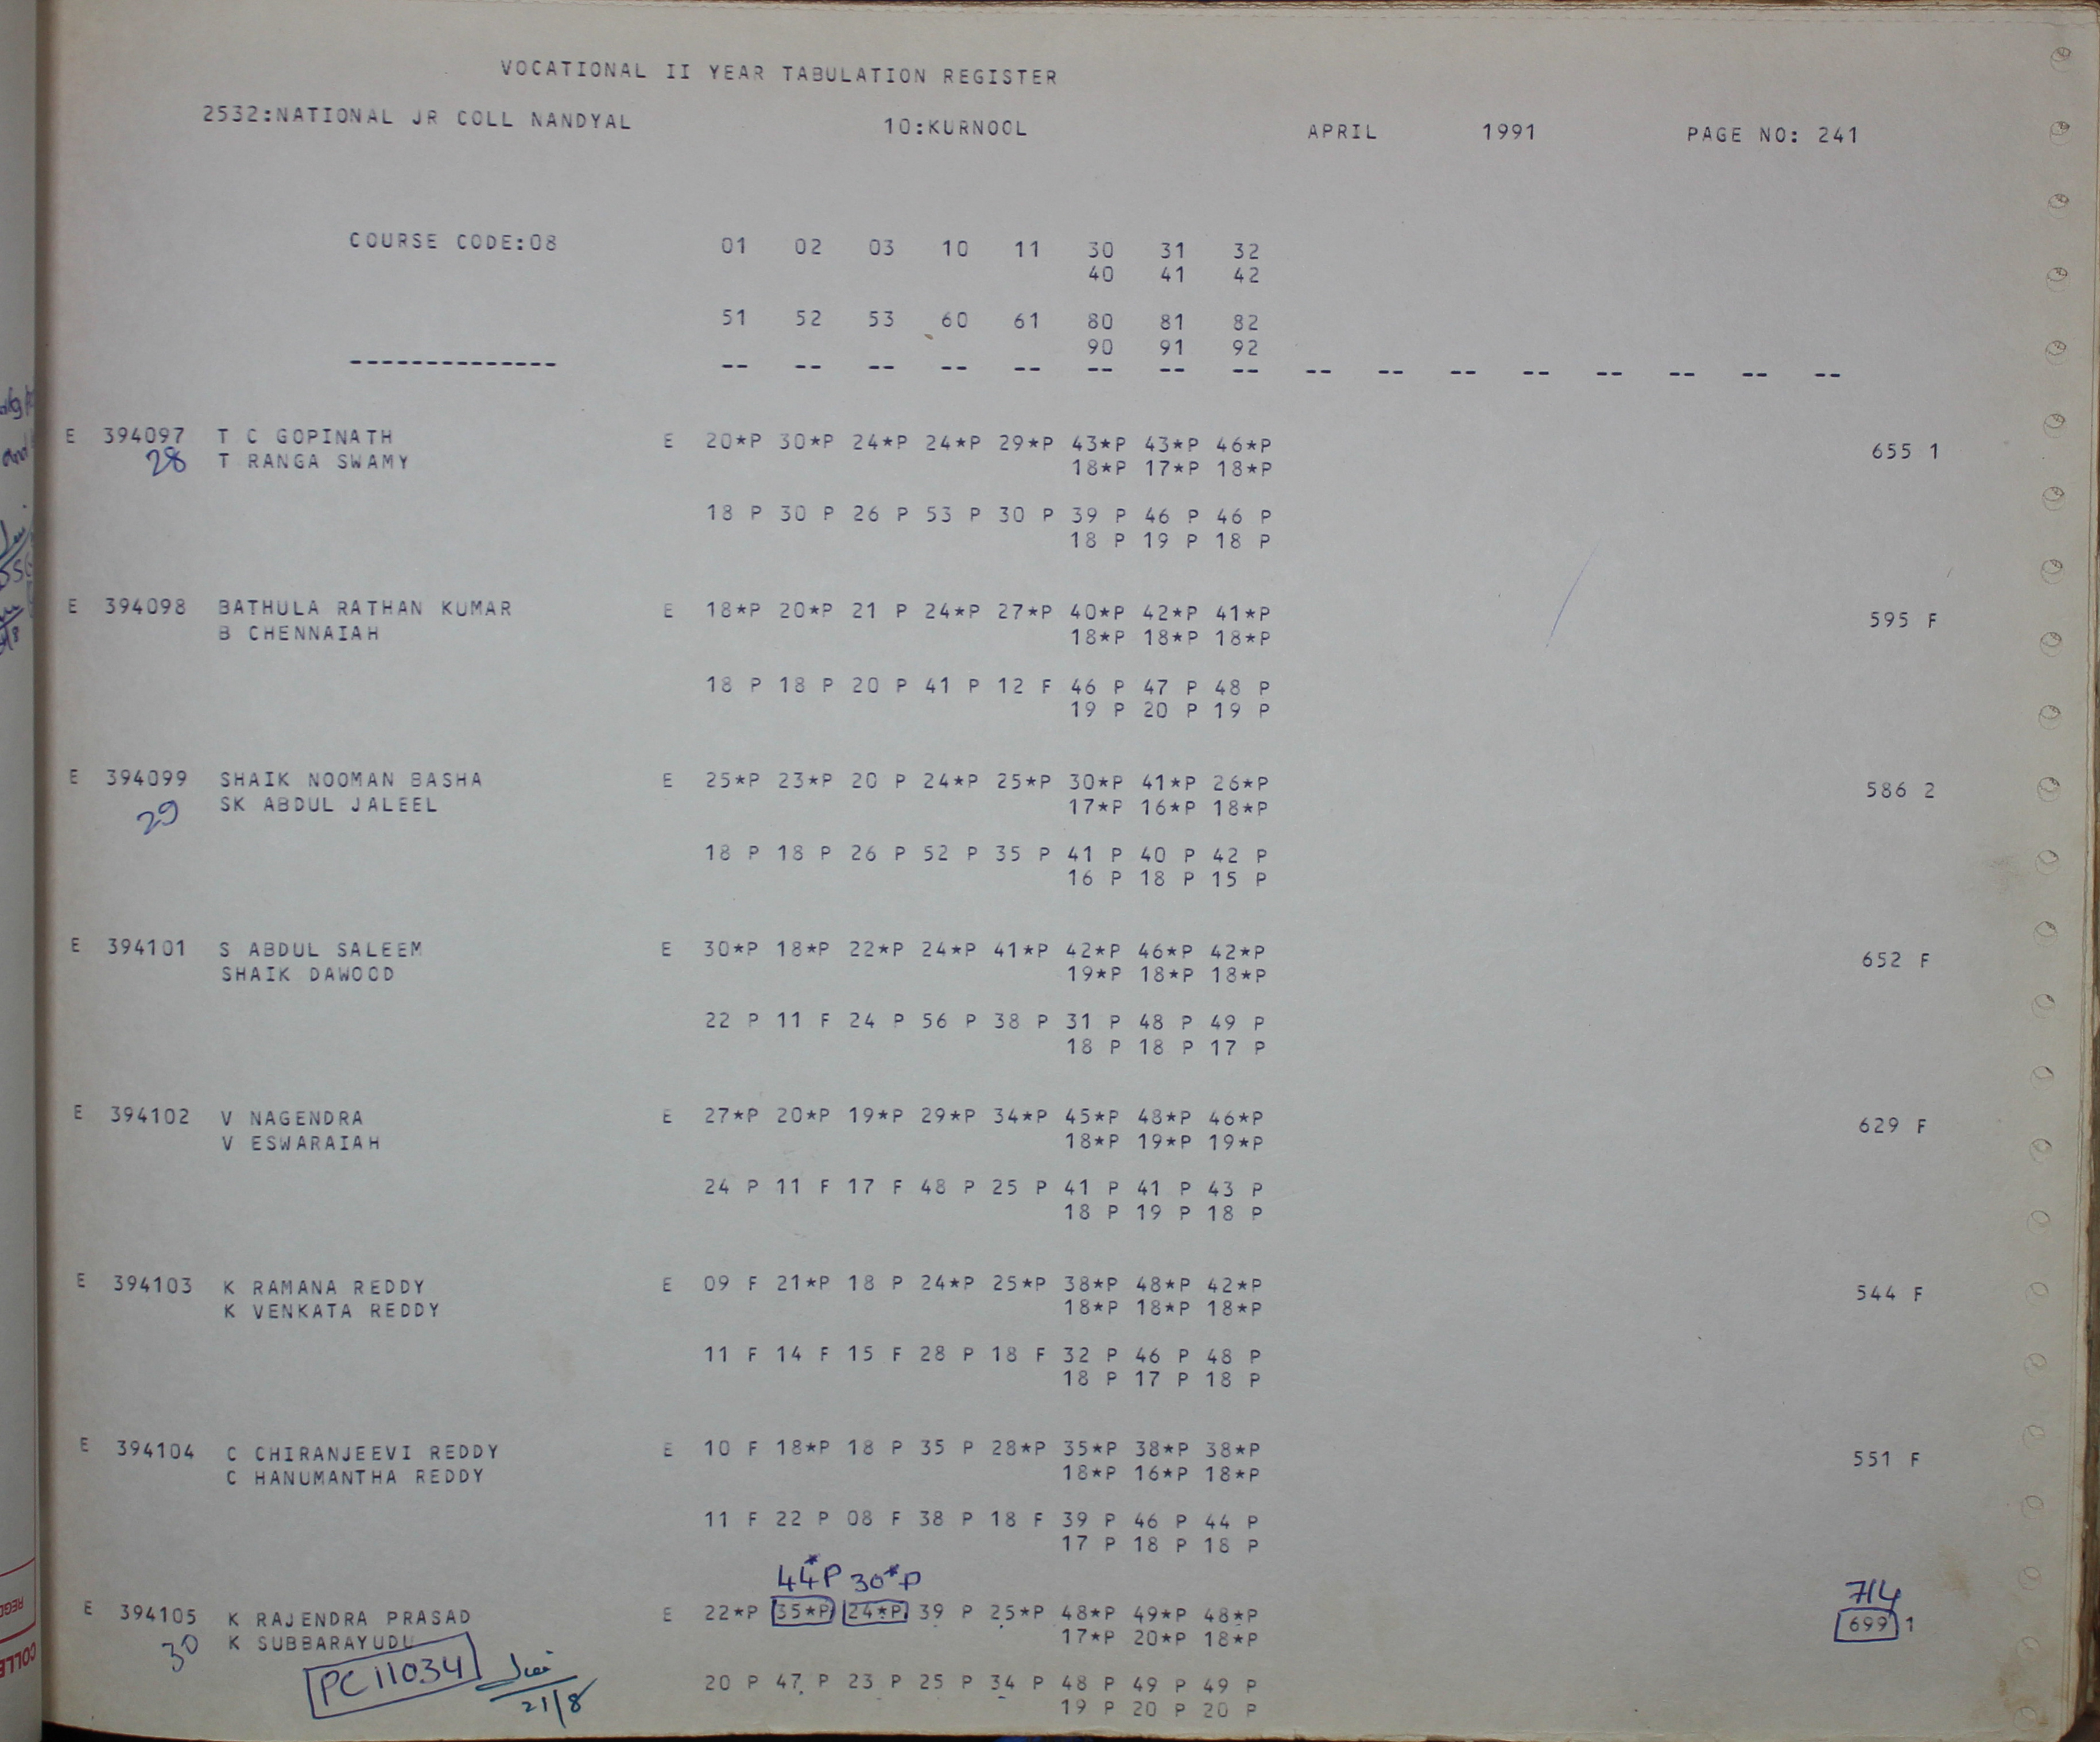 VOCATIONAL II YEAR TABULATION REGISTER
2532:NATIONAL JR COLL NANDYAL 10:KURNOOL APRIL 1991 PAGE NO: 241
COURSE CODE:08 01 02 03 10 11 30 31 32
40 41 42
51 52 53 60 61 80 81 82
90 91 92
-------------- -- -- -- -- -- -- -- -- -- -- -- -- -- -- -- --
E 394097 T C GOPINATH E 20*P 30*P 24*P 24*P 29*P 43*P 43*P 46*P 655 1
28 T RANGA SWAMY 18*P 17*P 18*P
18 P 30 P 26 P 53 P 30 P 39 P 46 P 46 P
18 P 19 P 18 P
E 394098 BATHULA RATHAN KUMAR E 18*P 20*P 21 P 24*P 27*P 40*P 42*P 41*P 595 F
B CHENNAIAH 18*P 18*P 18*P
18 P 18 P 20 P 41 P 12 F 46 P 47 P 48 P
19 P 20 P 19 P
E 394099 SHAIK NOOMAN BASHA E 25*P 23*P 20 P 24*P 25*P 30*P 41*P 26*P 586 2
29 SK ABDUL JALEEL 17*P 16*P 18*P
18 P 18 P 26 P 52 P 35 P 41 P 40 P 42 P
16 P 18 P 15 P
E 394101 S ABDUL SALEEM E 30*P 18*P 22*P 24*P 41*P 42*P 46*P 42*P 652 F
SHAIK DAWOOD 19*P 18*P 18*P
22 P 11 F 24 P 56 P 38 P 31 P 48 P 49 P
18 P 18 P 17 P
E 394102 V NAGENDRA E 27*P 20*P 19*P 29*P 34*P 45*P 48*P 46*P 629 F
V ESWARAIAH 18*P 19*P 19*P
24 P 11 F 17 F 48 P 25 P 41 P 41 P 43 P
18 P 19 P 18 P
E 394103 K RAMANA REDDY E 09 F 21*P 18 P 24*P 25*P 38*P 48*P 42*P 544 F
K VENKATA REDDY 18*P 18*P 18*P
11 F 14 F 15 F 28 P 18 F 32 P 46 P 48 P
18 P 17 P 18 P
E 394104 C CHIRANJEEVI REDDY E 10 F 18*P 18 P 35 P 28*P 35*P 38*P 38*P 551 F
C HANUMANTHA REDDY 18*P 16*P 18*P
11 F 22 P 08 F 38 P 18 F 39 P 46 P 44 P
17 P 18 P 18 P
44*P 30*P 714
E 394105 K RAJENDRA PRASAD E 22*P 35*P 24*P 39 P 25*P 48*P 49*P 48*P 699 1
30 K SUBBARAYUDU 17*P 20*P 18*P
PC 11034 21/8
20 P 47 P 23 P 25 P 34 P 48 P 49 P 49 P
19 P 20 P 20 P